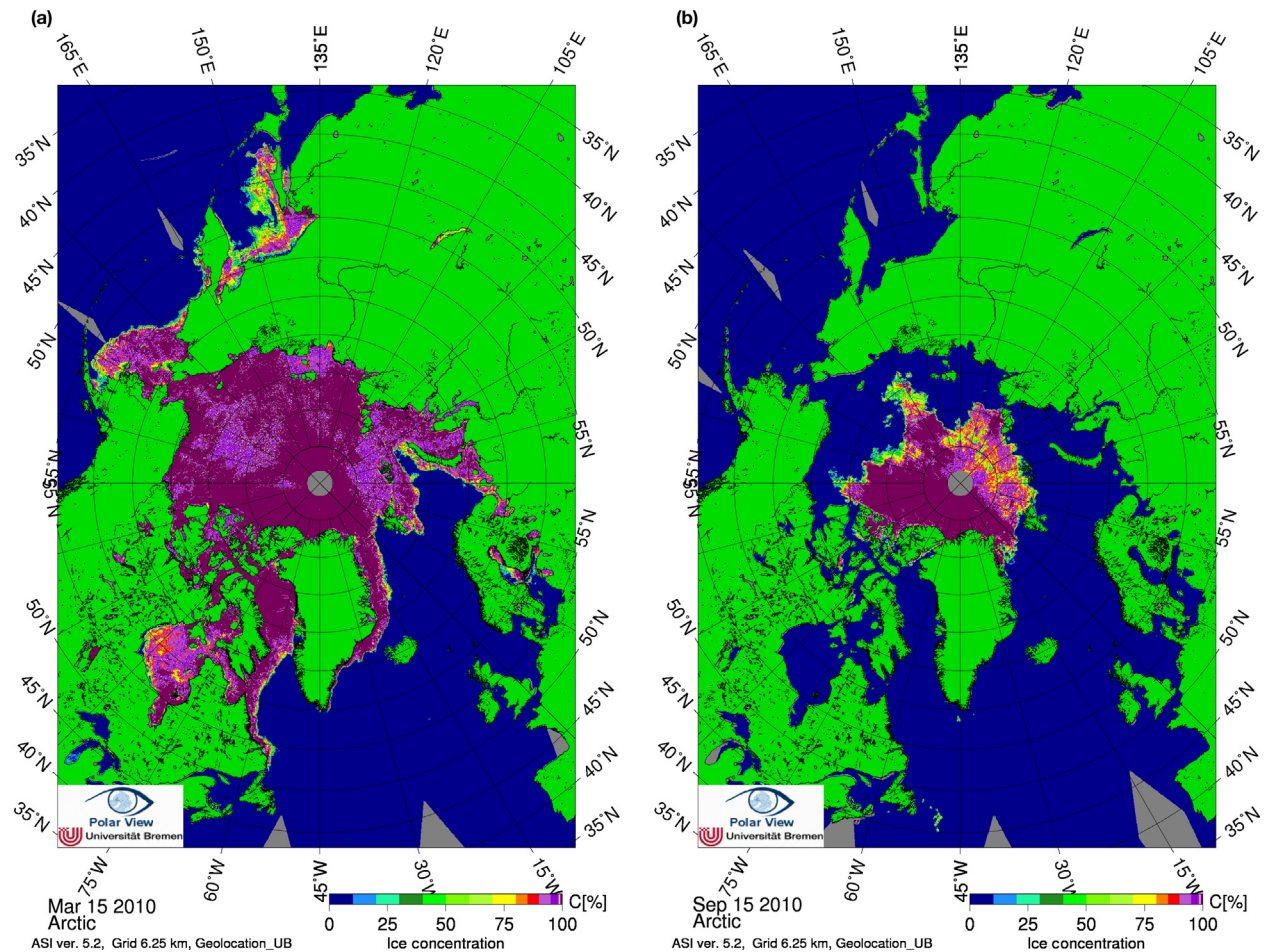 (a)
165°E
150°E
135°E
120°E
105°E
35°N
40°N
45°N
50°N
55°N
35°N
40°N
45°N
50°N
55°N
55°N
50°N
45°N
40°N
35°N
50°N
45°N
40°N
35°N
75°W
60°W
45°W
30°W
15°W
Polar View
Universität Bremen
Mar 15 2010
Arctic
ASI ver. 5.2, Grid 6.25 km, Geolocation_UB
0 25 50 75 100 C[%]
Ice concentration
(b)
165°E
150°E
135°E
120°E
105°E
35°N
40°N
45°N
50°N
55°N
35°N
40°N
45°N
50°N
55°N
55°N
50°N
45°N
40°N
35°N
50°N
45°N
40°N
35°N
75°W
60°W
45°W
30°W
15°W
Polar View
Universität Bremen
Sep 15 2010
Arctic
ASI ver. 5.2, Grid 6.25 km, Geolocation_UB
0 25 50 75 100 C[%]
Ice concentration